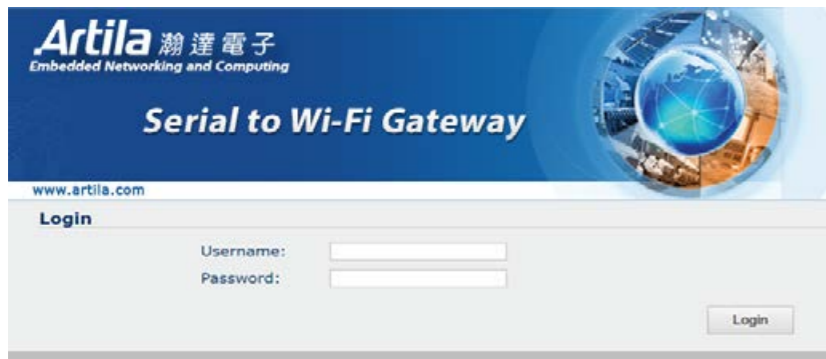 Artila 瀚達電子
Embedded Networking and Computing
Serial to Wi-Fi Gateway
www.artila.com
Login
Username:
Password:
Login